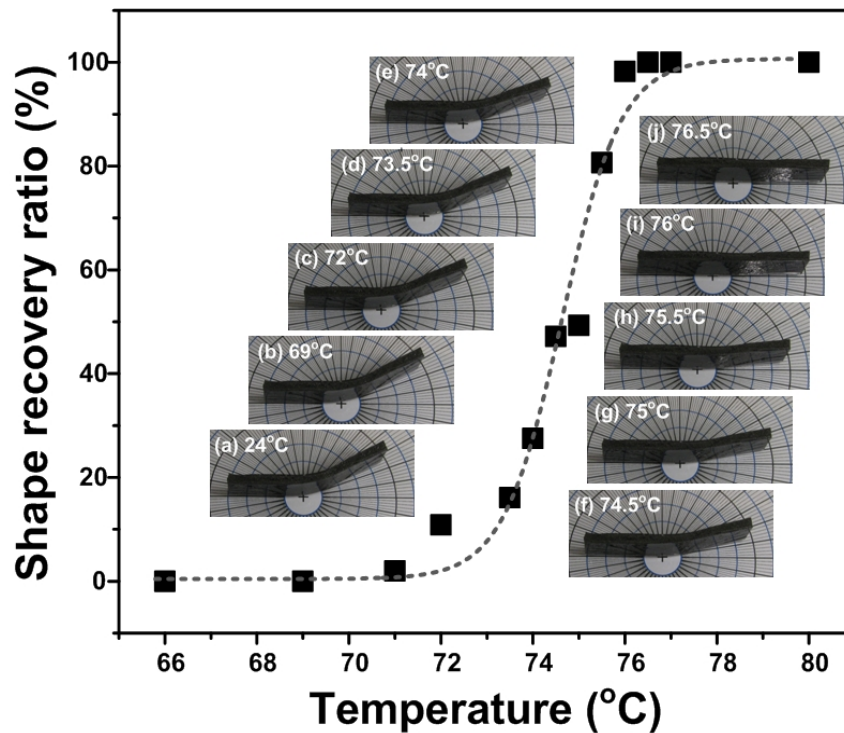 Shape recovery ratio (%)
100
80
60
40
20
0
(e) 74°C
(d) 73.5°C
(c) 72°C
(b) 69°C
(a) 24°C
(j) 76.5°C
(i) 76°C
(h) 75.5°C
(g) 75°C
(f) 74.5°C
66 68 70 72 74 76 78 80
Temperature (°C)